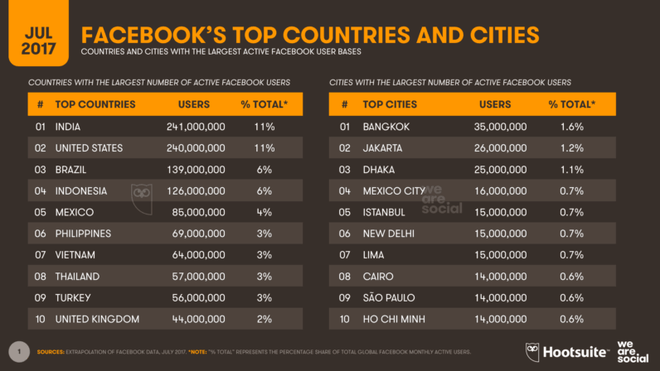 JUL
2017
FACEBOOK'S TOP COUNTRIES AND CITIES
COUNTRIES AND CITIES WITH THE LARGEST ACTIVE FACEBOOK USER BASES
COUNTRIES WITH THE LARGEST NUMBER OF ACTIVE FACEBOOK USERS
# TOP COUNTRIES USERS % TOTAL*
01 INDIA 241,000,000 11%
02 UNITED STATES 240,000,000 11%
03 BRAZIL 139,000,000 6%
04 INDONESIA 126,000,000 6%
05 MEXICO 85,000,000 4%
06 PHILIPPINES 69,000,000 3%
07 VIETNAM 64,000,000 3%
08 THAILAND 57,000,000 3%
09 TURKEY 56,000,000 3%
10 UNITED KINGDOM 44,000,000 2%
CITIES WITH THE LARGEST NUMBER OF ACTIVE FACEBOOK USERS
# TOP CITIES USERS % TOTAL*
01 BANGKOK 35,000,000 1.6%
02 JAKARTA 26,000,000 1.2%
03 DHAKA 25,000,000 1.1%
04 MEXICO CITY 16,000,000 0.7%
05 ISTANBUL 15,000,000 0.7%
06 NEW DELHI 15,000,000 0.7%
07 LIMA 15,000,000 0.7%
08 CAIRO 14,000,000 0.6%
09 SÃO PAULO 14,000,000 0.6%
10 HO CHI MINH 14,000,000 0.6%
we
are
social
1
SOURCES: EXTRAPOLATION OF FACEBOOK DATA, JULY 2017. *NOTE: "% TOTAL" REPRESENTS THE PERCENTAGE SHARE OF TOTAL GLOBAL FACEBOOK MONTHLY ACTIVE USERS.
Hootsuite™
we
are
social